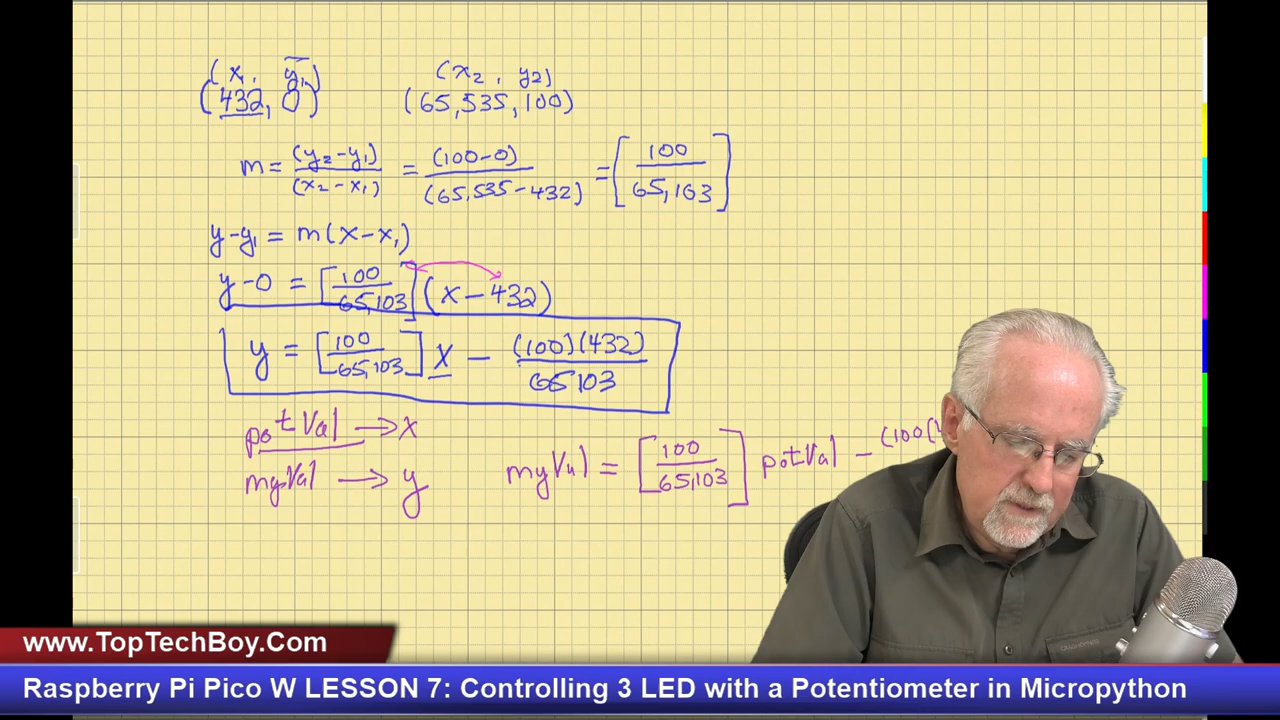 (x, y₁) (x₂, y₂)
(432, 0) (65,535, 100)
m = (y₂-y₁)/(x₂-x₁) = (100-0)/(65,535-432) = [100/65,103]
y-y₁ = m(x-x₁)
y-0 = [100/65,103](x-432)
y = [100/65,103]x - (100)(432)/65103
potVal → x
myVal → y myVal = [100/65,103] potVal - (100(
www.TopTechBoy.Com
Raspberry Pi Pico W LESSON 7: Controlling 3 LED with a Potentiometer in Micropython